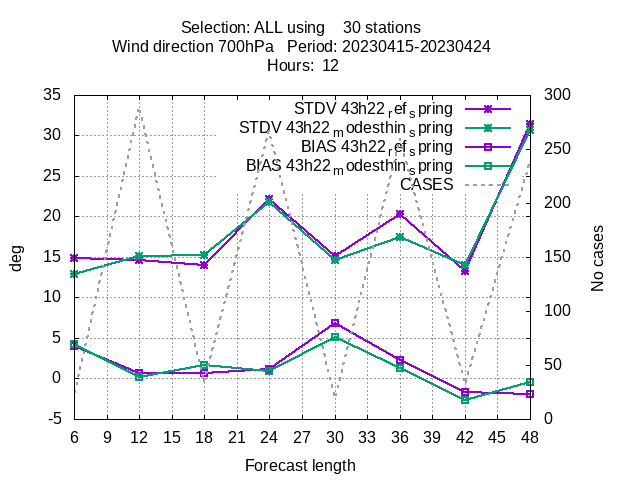 Selection: ALL using    30 stations
Wind direction 700hPa   Period: 20230415-20230424
Hours:  12
STDV 43h22_ref_spring
STDV 43h22_modesthin_spring
BIAS 43h22_ref_spring
BIAS 43h22_modesthin_spring
CASES
35
30
25
20
15
10
5
0
-5
deg
300
250
200
150
100
50
0
No cases
6 9 12 15 18 21 24 27 30 33 36 39 42 45 48
Forecast length